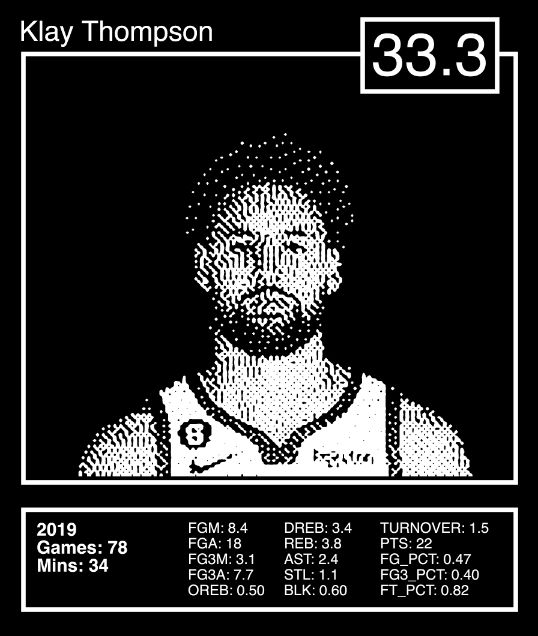 Klay Thompson
33.3
2019
Games: 78
Mins: 34
FGM: 8.4
FGA: 18
FG3M: 3.1
FG3A: 7.7
OREB: 0.50
DREB: 3.4
REB: 3.8
AST: 2.4
STL: 1.1
BLK: 0.60
TURNOVER: 1.5
PTS: 22
FG_PCT: 0.47
FG3_PCT: 0.40
FT_PCT: 0.82